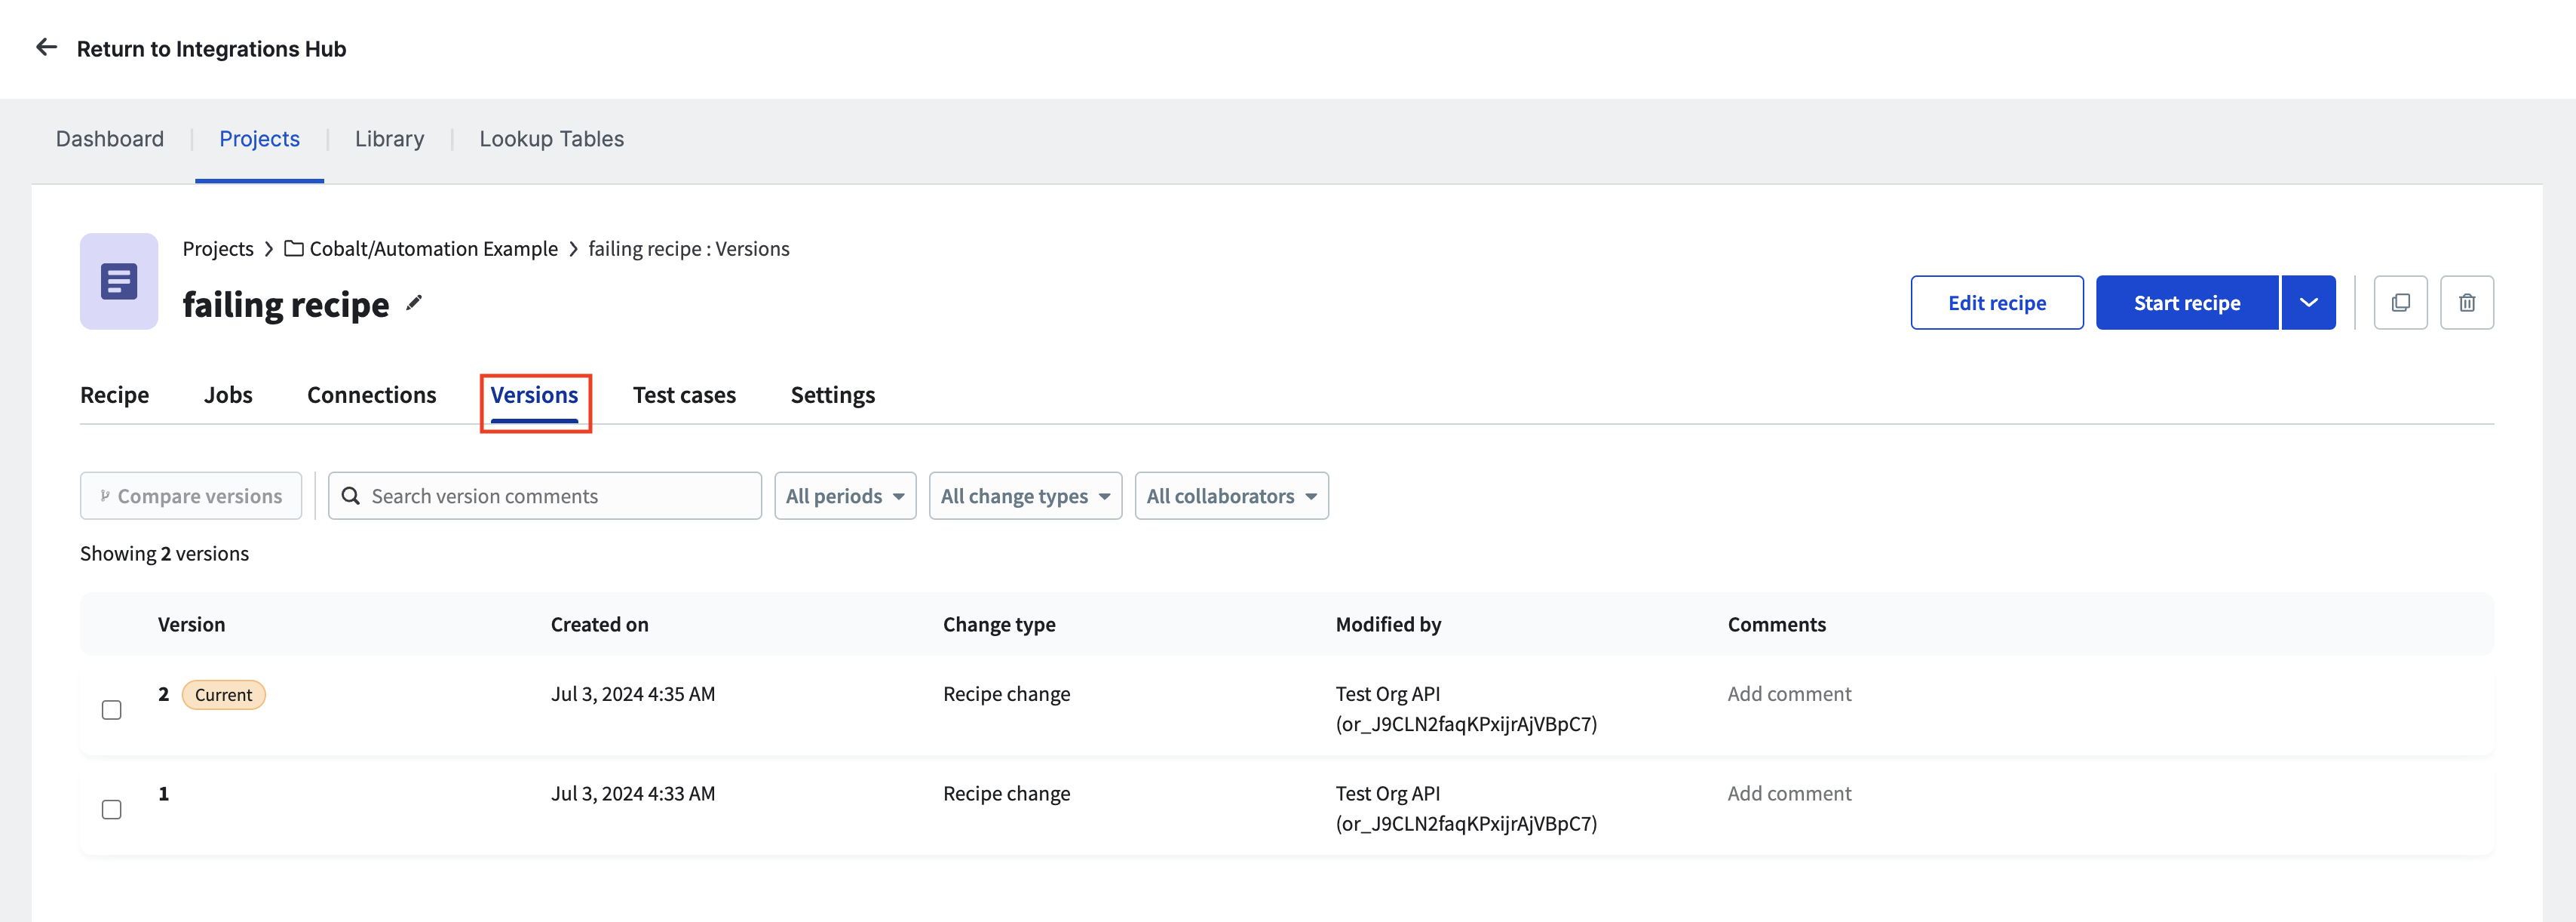 Return to Integrations Hub
Dashboard Projects Library Lookup Tables
Projects Cobalt/Automation Example failing recipe : Versions
failing recipe
Edit recipe Start recipe
Recipe Jobs Connections Versions Test cases Settings
Compare versions Search version comments All periods All change types All collaborators
Showing 2 versions
Version Created on Change type Modified by Comments
2 Current Jul 3, 2024 4:35 AM Recipe change Test Org API Add comment
(or_J9CLN2faqKPxijrAjVBpC7)
1 Jul 3, 2024 4:33 AM Recipe change Test Org API Add comment
(or_J9CLN2faqKPxijrAjVBpC7)